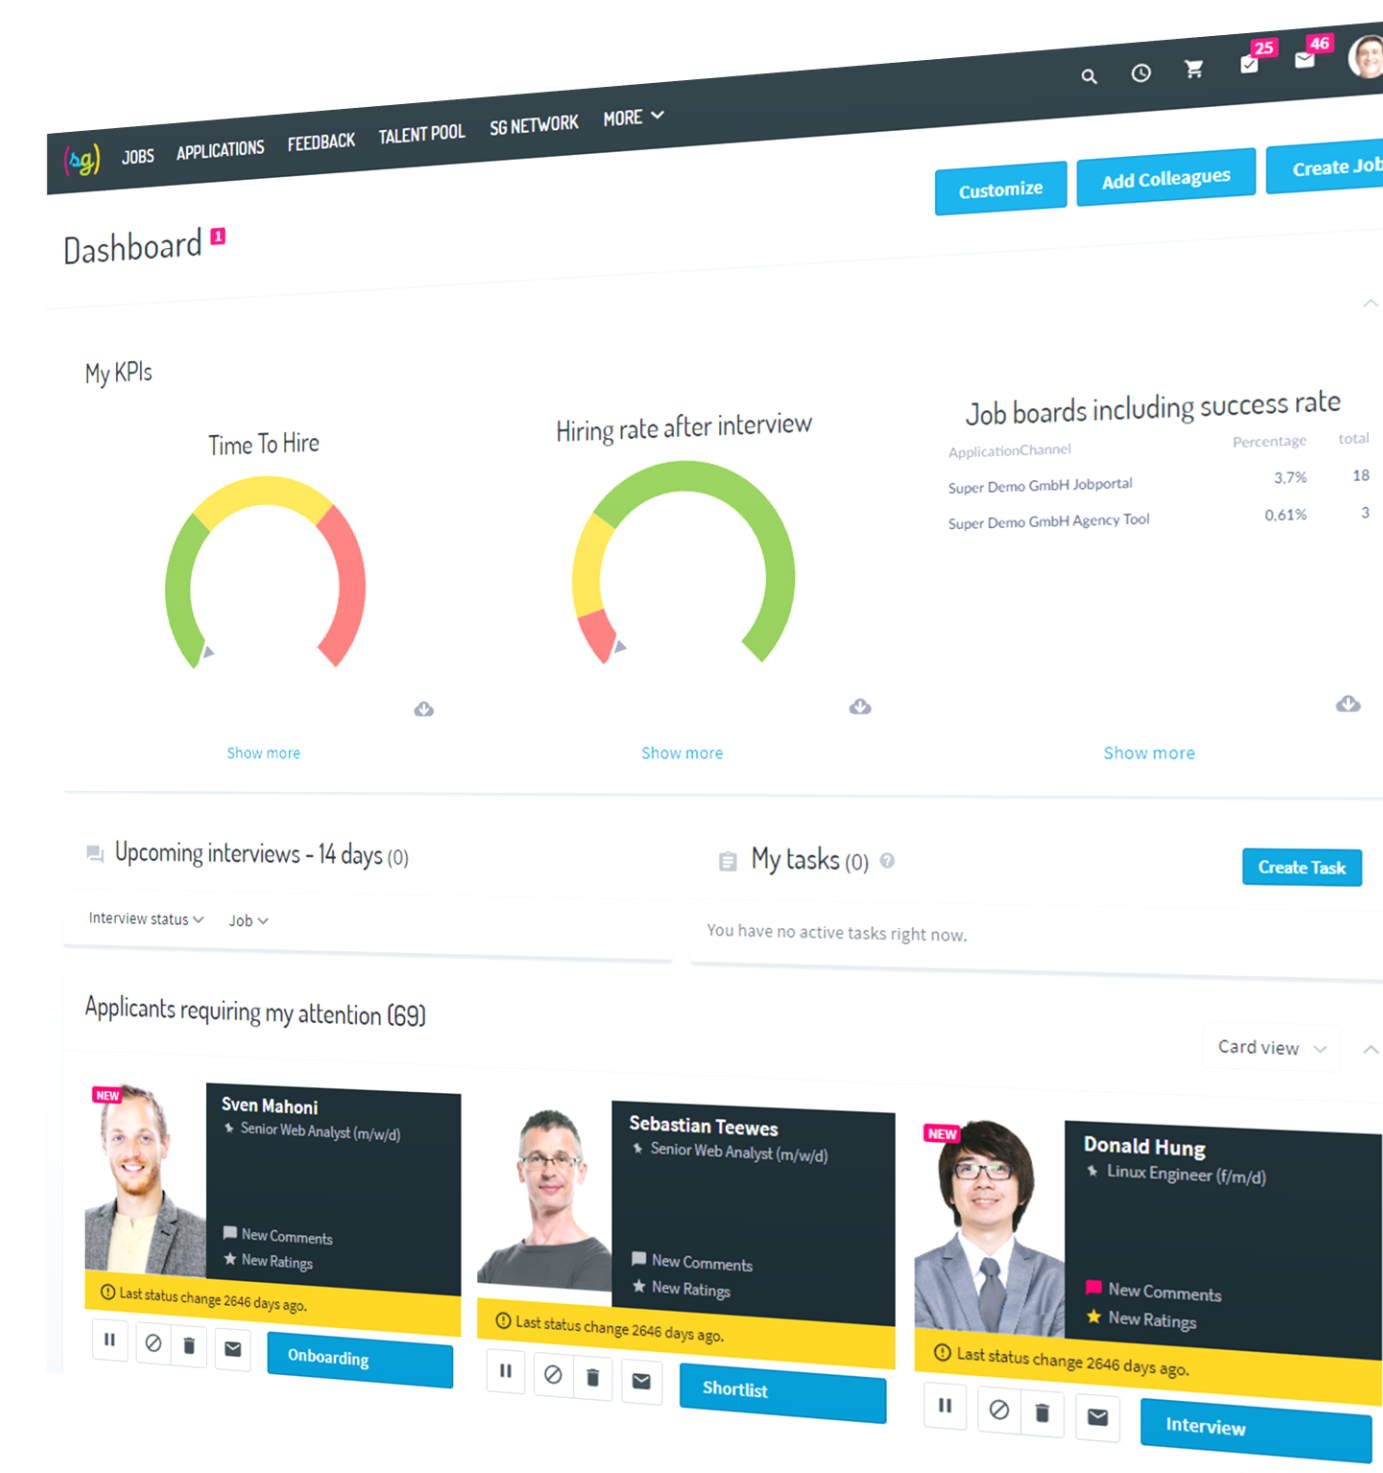 25 46
(sg) JOBS APPLICATIONS FEEDBACK TALENT POOL SG NETWORK MORE
Customize Add Colleagues Create Job
Dashboard 1
My KPIs
Time To Hire
Hiring rate after interview
Job boards including success rate
ApplicationChannel Percentage total
Super Demo GmbH Jobportal 3,7% 18
Super Demo GmbH Agency Tool 0,61% 3
Show more Show more Show more
Upcoming interviews - 14 days (0)
Interview status Job
My tasks (0) ? Create Task
You have no active tasks right now.
Applicants requiring my attention (69)
Card view
NEW
Sven Mahoni
Senior Web Analyst (m/w/d)
New Comments
New Ratings
Last status change 2646 days ago.
Onboarding
Sebastian Teewes
Senior Web Analyst (m/w/d)
New Comments
New Ratings
Last status change 2646 days ago.
Shortlist
NEW
Donald Hung
Linux Engineer (f/m/d)
New Comments
New Ratings
Last status change 2646 days ago.
Interview